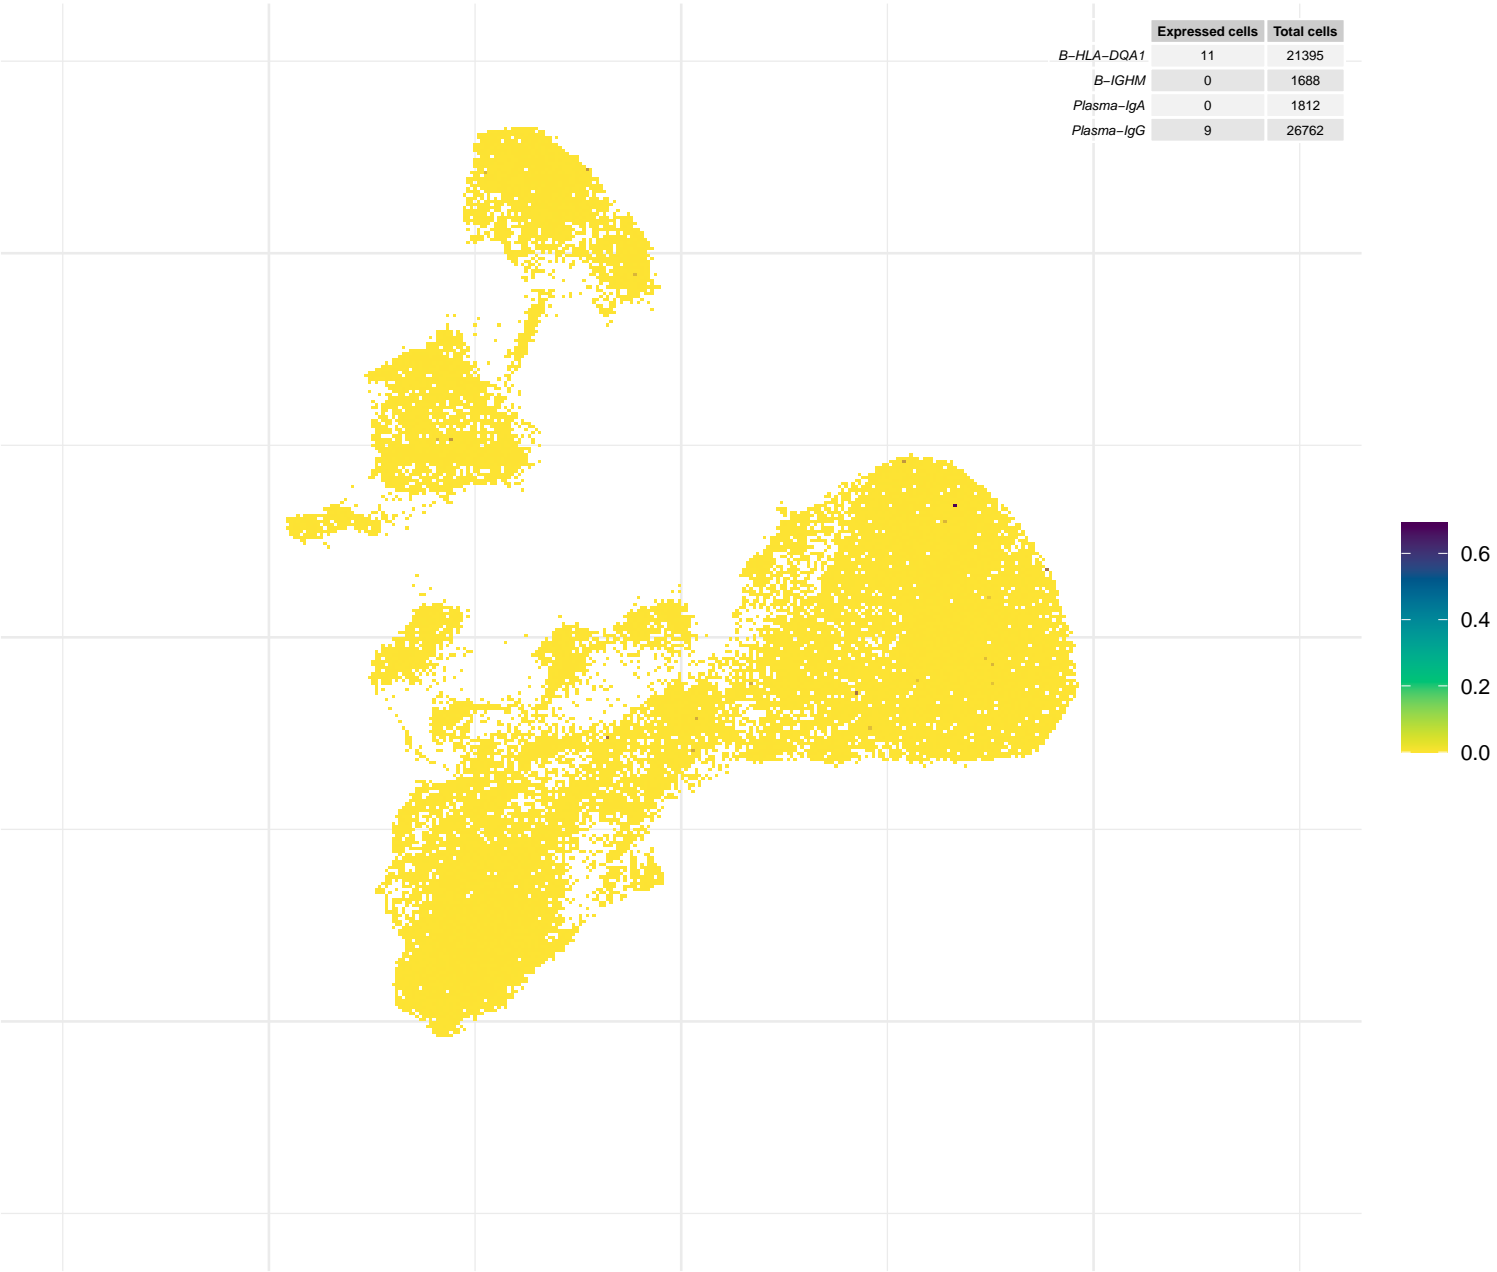 Expressed cells Total cells
B−HLA−DQA1 11 21395
B−IGHM 0 1688
Plasma−IgA 0 1812
Plasma−IgG 9 26762
0.6
0.4
0.2
0.0